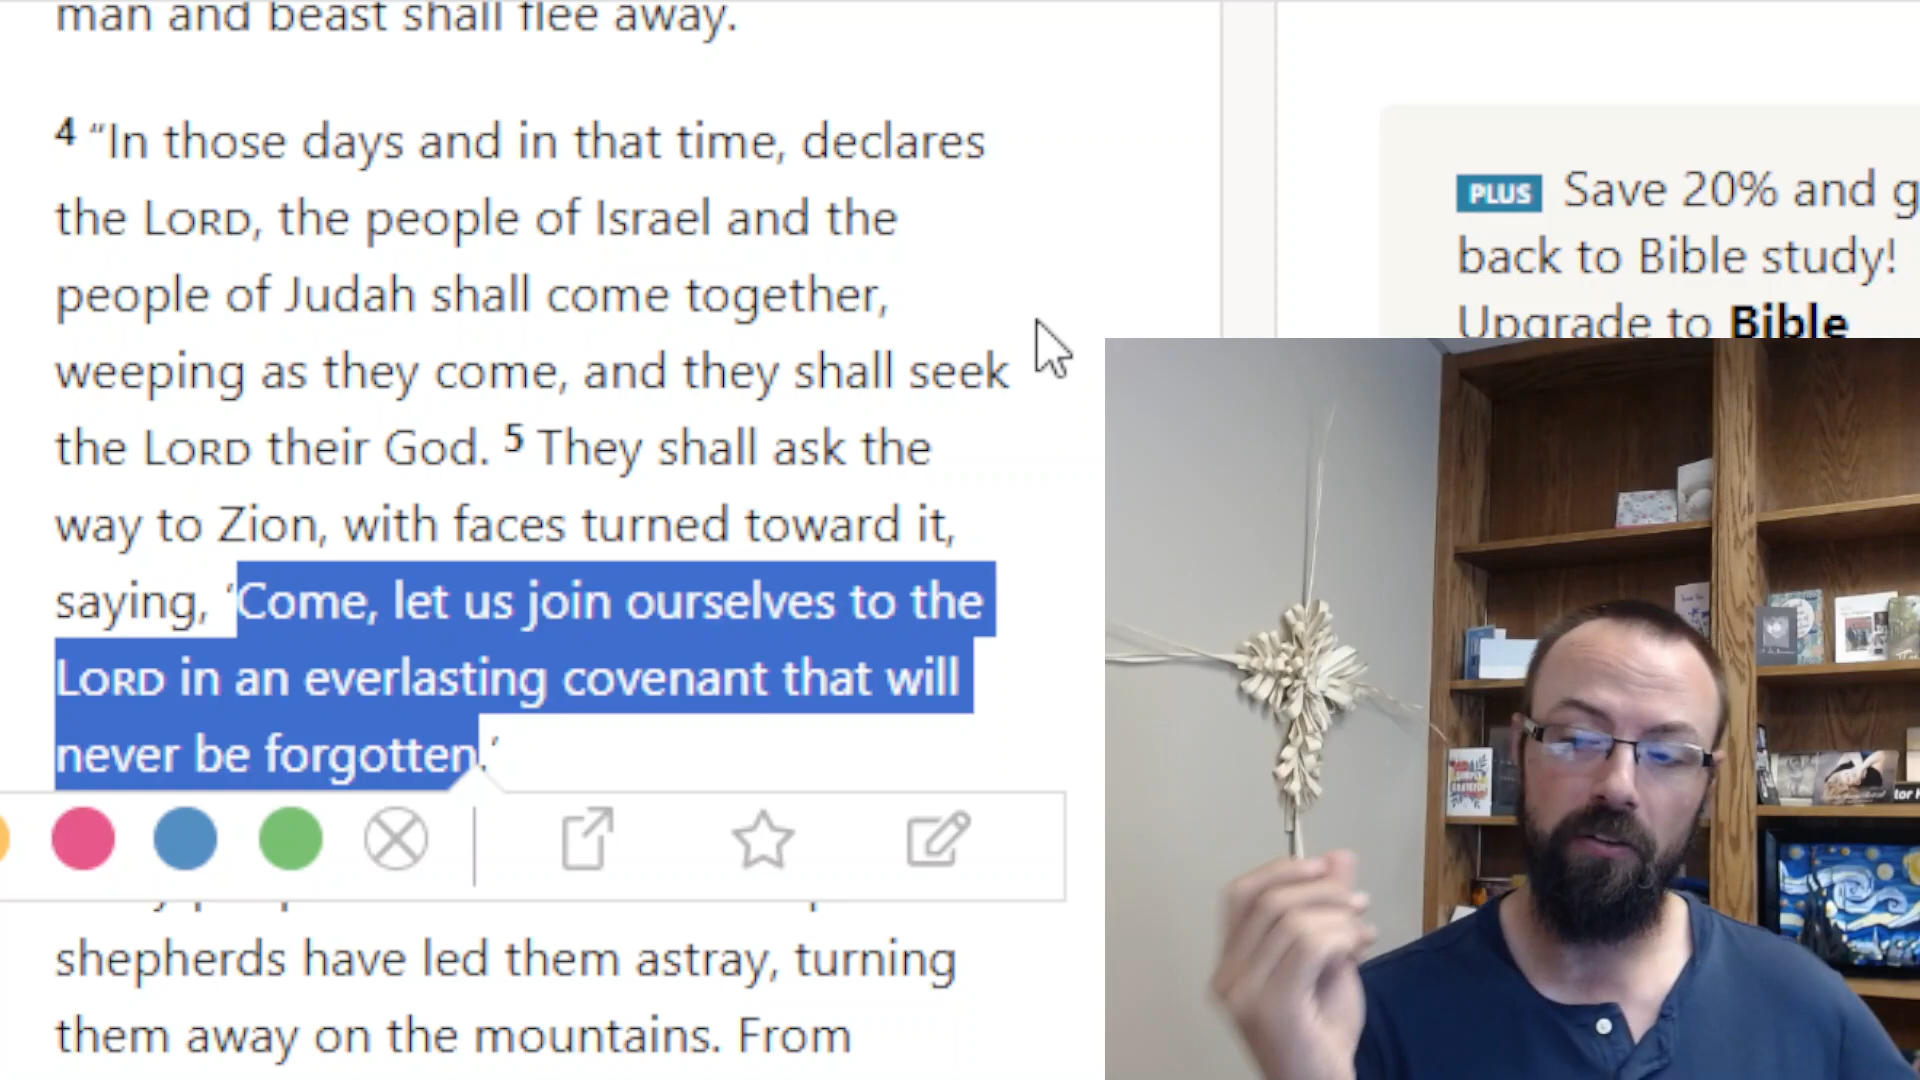 man and beast shall flee away.
4 “In those days and in that time, declares
the LORD, the people of Israel and the
people of Judah shall come together,
weeping as they come, and they shall seek
the LORD their God. 5 They shall ask the
way to Zion, with faces turned toward it,
saying, ‘Come, let us join ourselves to the
LORD in an everlasting covenant that will
never be forgotten.’
shepherds have led them astray, turning
them away on the mountains. From
PLUS Save 20% and g
back to Bible study!
Upgrade to Bible